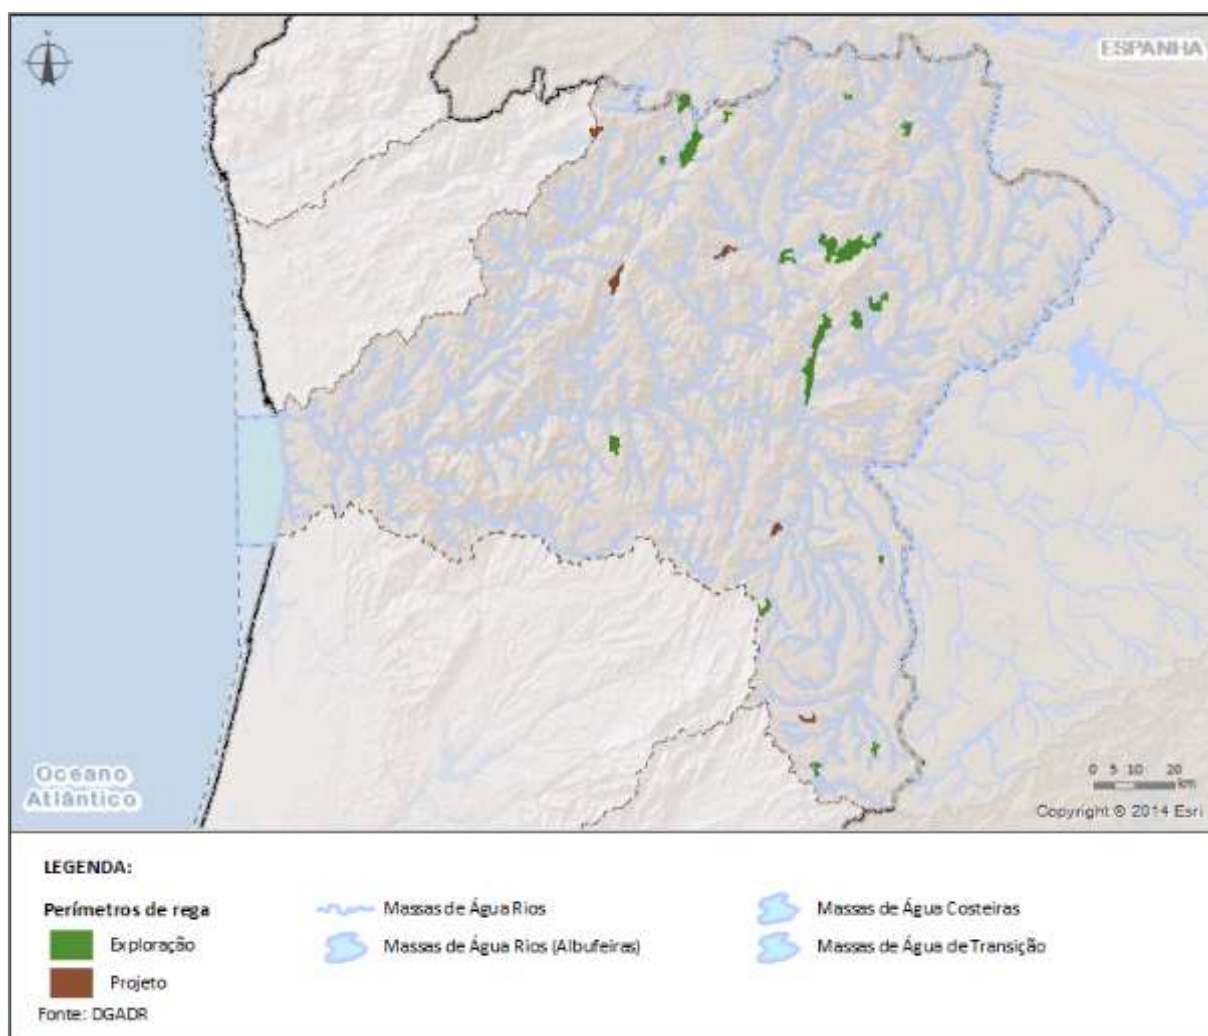 N
ESPANHA
Oceano
Atlântico
0 5 10 20
km
Copyright © 2014 Esri
LEGENDA:
Perímetros de rega
Exploração
Projeto
Massas de Água Rios
Massas de Água Rios (Albufeiras)
Massas de Água Costeiras
Massas de Água de Transição
Fonte: DGADR